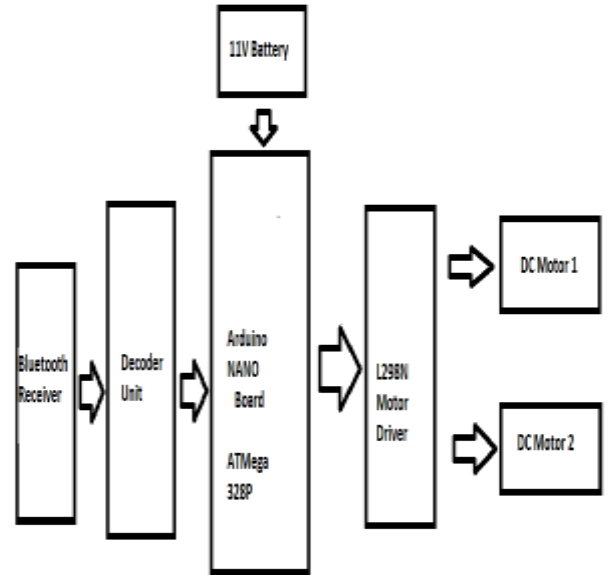 11V Battery
Bluetooth
Receiver
Decoder
Unit
Arduino
NANO
Board
ATMega
328P
L298N
Motor
Driver
DC Motor 1
DC Motor 2